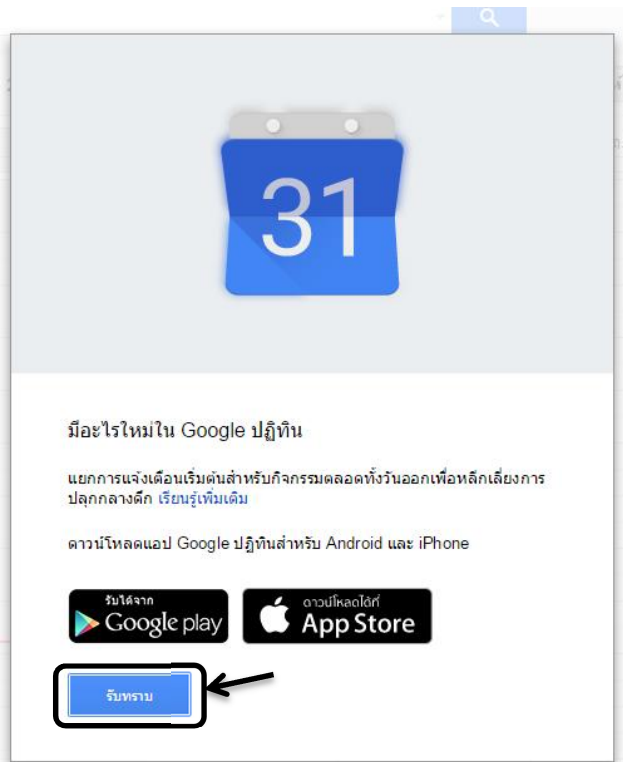 31
มีอะไรใหม่ใน Google ปฏิทิน
แยกการแจ้งเตือนเริ่มต้นสำหรับกิจกรรมตลอดทั้งวันออกเพื่อหลีกเลี่ยงการ
ปลุกกลางดึก เรียนรู้เพิ่มเติม
ดาวน์โหลดแอป Google ปฏิทินสำหรับ Android และ iPhone
รับได้จาก
Google play
ดาวน์โหลดได้ที่
App Store
รับทราบ